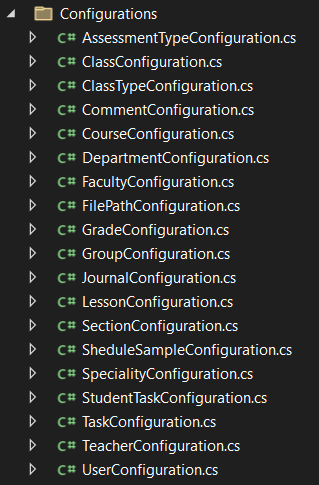 Configurations
C# AssessmentTypeConfiguration.cs
C# ClassConfiguration.cs
C# ClassTypeConfiguration.cs
C# CommentConfiguration.cs
C# CourseConfiguration.cs
C# DepartmentConfiguration.cs
C# FacultyConfiguration.cs
C# FilePathConfiguration.cs
C# GradeConfiguration.cs
C# GroupConfiguration.cs
C# JournalConfiguration.cs
C# LessonConfiguration.cs
C# SectionConfiguration.cs
C# SheduleSampleConfiguration.cs
C# SpecialityConfiguration.cs
C# StudentTaskConfiguration.cs
C# TaskConfiguration.cs
C# TeacherConfiguration.cs
C# UserConfiguration.cs